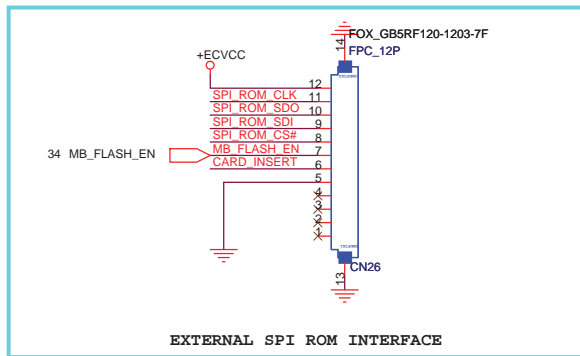 FOX_GB5RF120-1203-7F
14
FPC_12P
+ECVCC
12
SPI_ROM_CLK 11
SPI_ROM_SDO 10
SPI_ROM_SDI 9
SPI_ROM_CS# 8
34 MB_FLASH_EN MB_FLASH_EN 7
CARD_INSERT 6
5
4
3
2
1
CN26
13
EXTERNAL SPI ROM INTERFACE